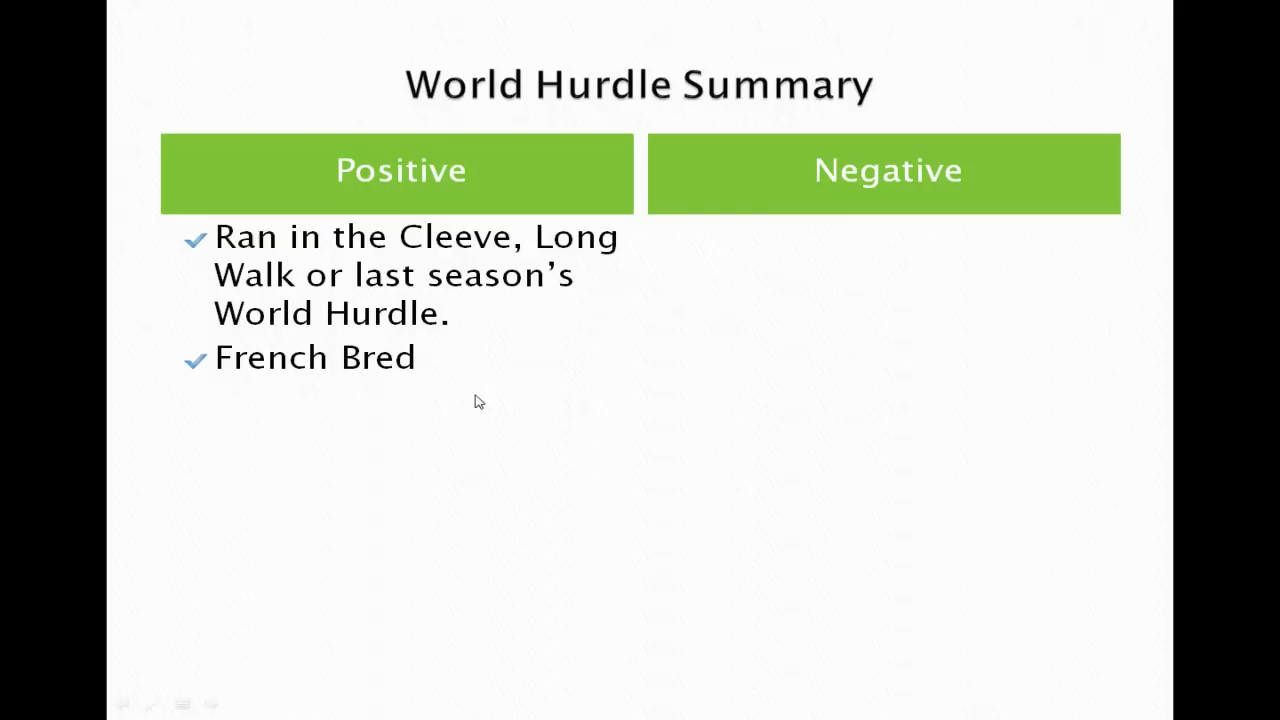 World Hurdle Summary
Positive
Negative
Ran in the Cleeve, Long
Walk or last season’s
World Hurdle.
French Bred